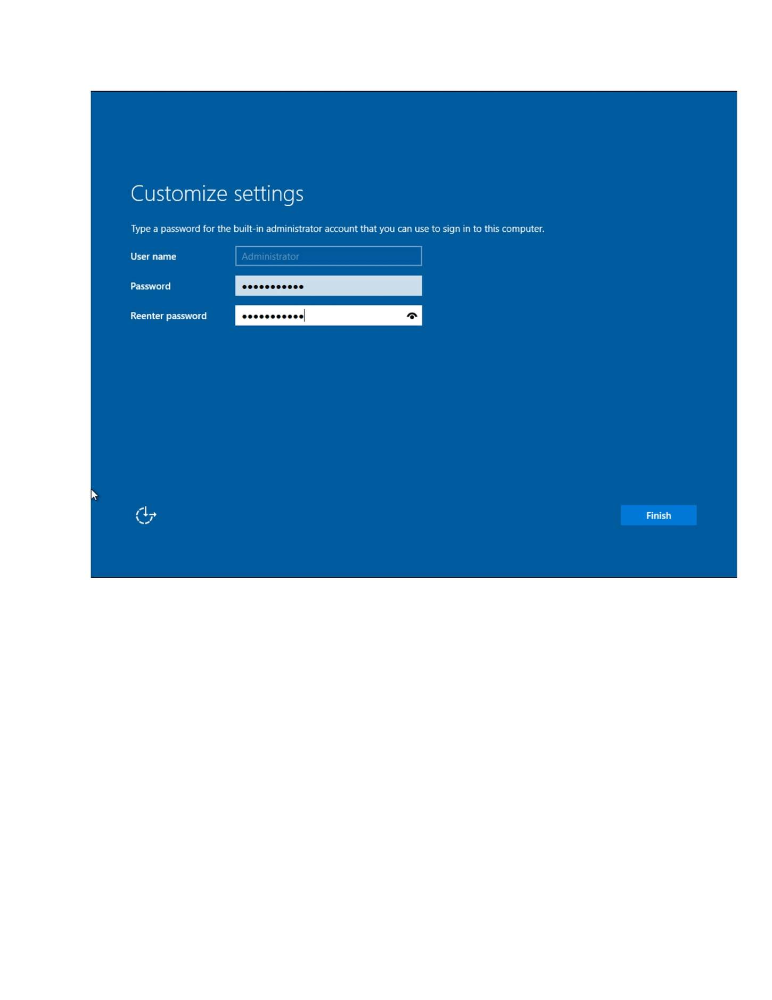 Customize settings
Type a password for the built-in administrator account that you can use to sign in to this computer.
User name
Administrator
Password
•••••••••••
Reenter password
•••••••••••
Finish